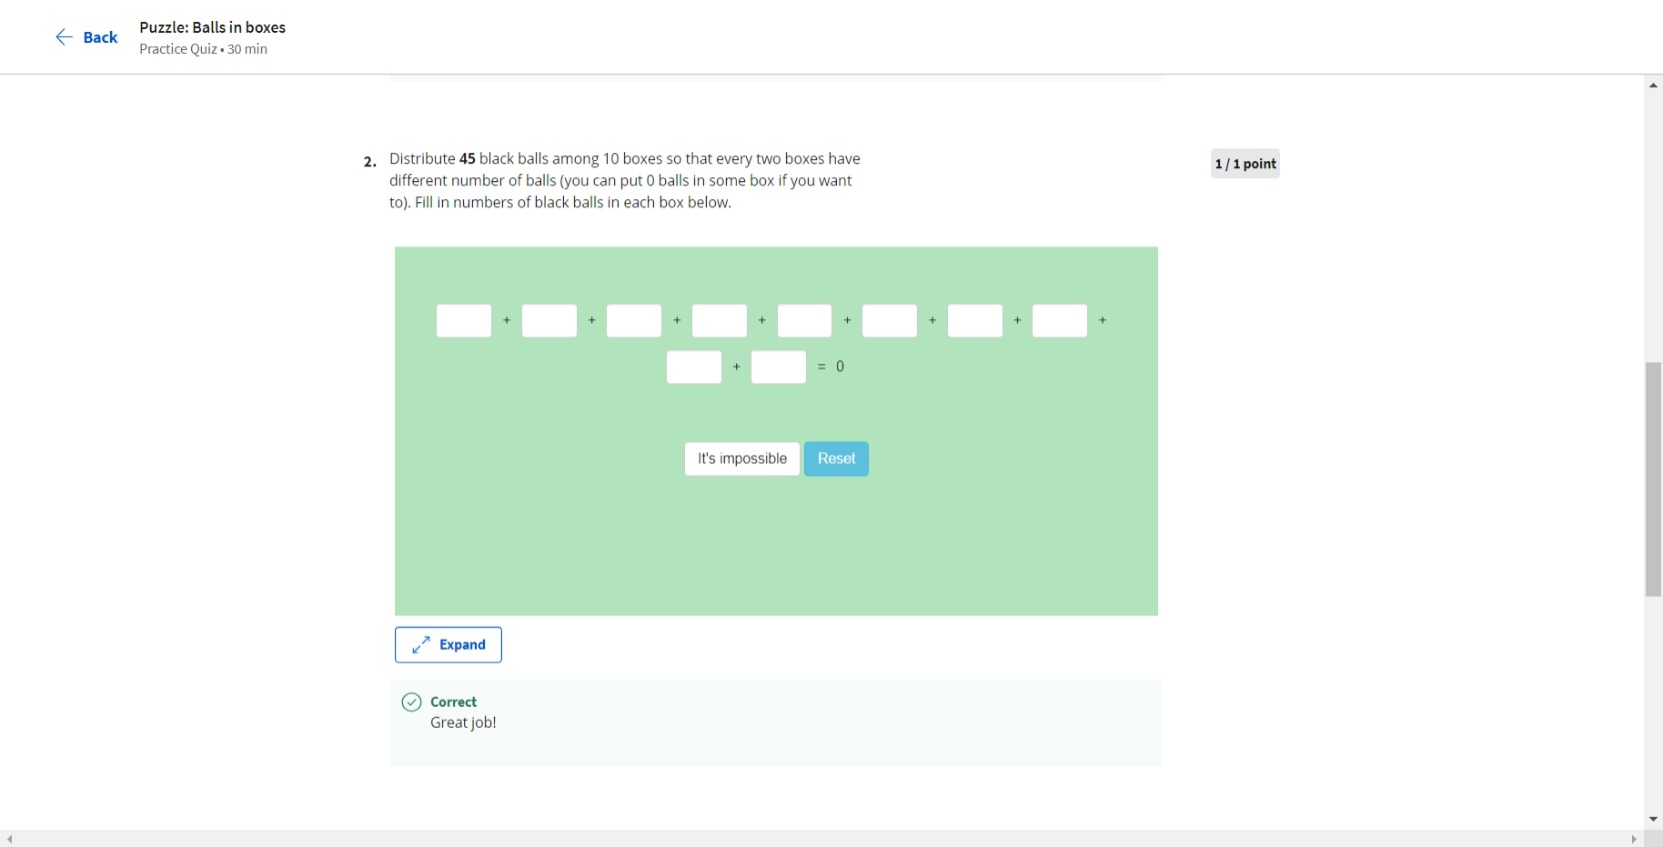 Back
Puzzle: Balls in boxes
Practice Quiz • 30 min
2. Distribute 45 black balls among 10 boxes so that every two boxes have
different number of balls (you can put 0 balls in some box if you want
to). Fill in numbers of black balls in each box below.
1 / 1 point
+ + + + + + + +
+ = 0
It's impossible Reset
Expand
Correct
Great job!